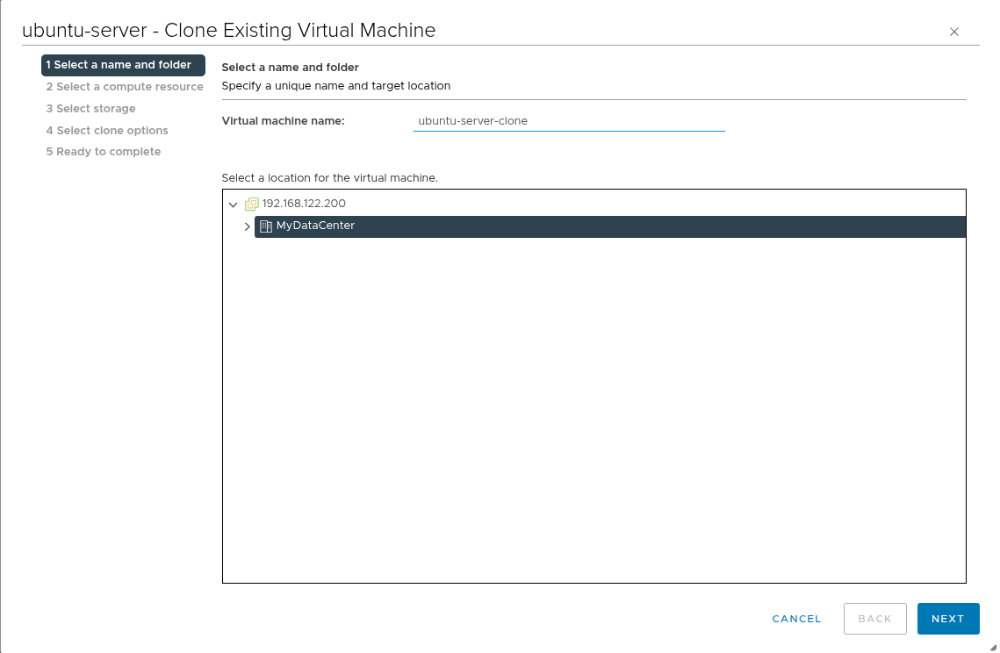 ubuntu-server - Clone Existing Virtual Machine
1 Select a name and folder
2 Select a compute resource
3 Select storage
4 Select clone options
5 Ready to complete
Select a name and folder
Specify a unique name and target location
Virtual machine name: ubuntu-server-clone
Select a location for the virtual machine.
192.168.122.200
MyDataCenter
CANCEL BACK NEXT